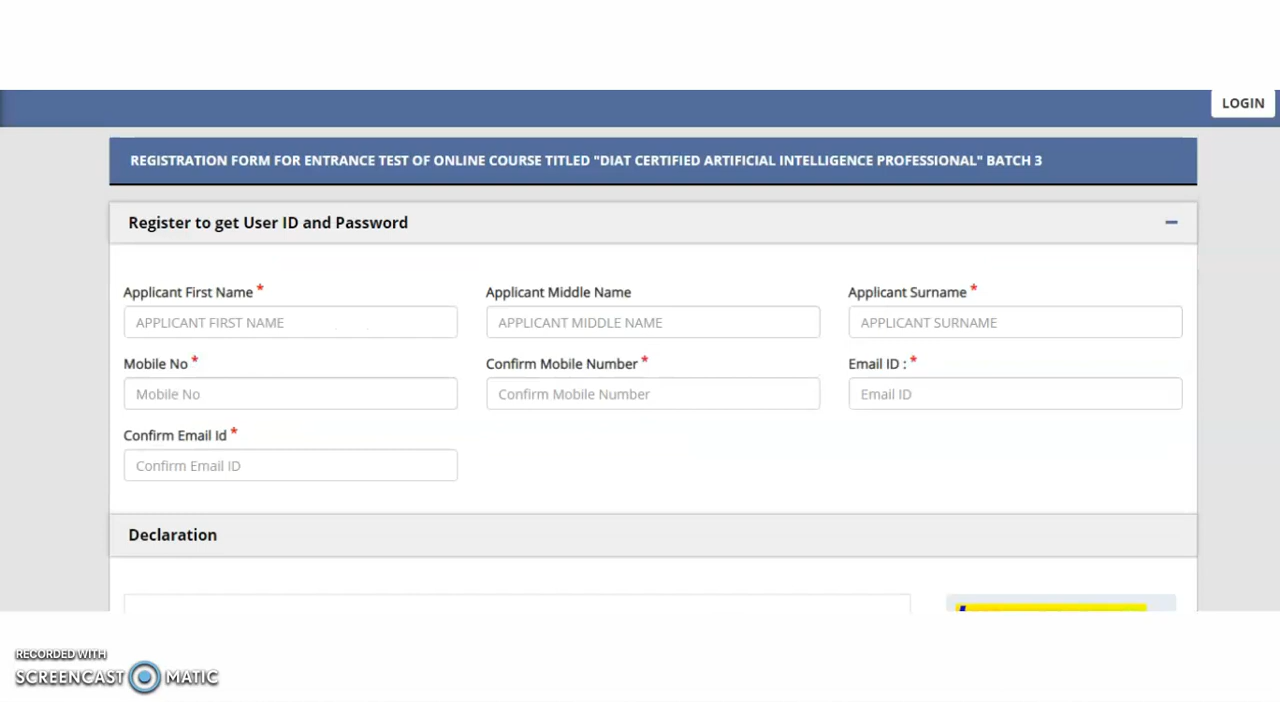 LOGIN
REGISTRATION FORM FOR ENTRANCE TEST OF ONLINE COURSE TITLED "DIAT CERTIFIED ARTIFICIAL INTELLIGENCE PROFESSIONAL" BATCH 3
Register to get User ID and Password
Applicant First Name * Applicant Middle Name Applicant Surname *
APPLICANT FIRST NAME APPLICANT MIDDLE NAME APPLICANT SURNAME
Mobile No * Confirm Mobile Number * Email ID : *
Mobile No Confirm Mobile Number Email ID
Confirm Email Id *
Confirm Email ID
Declaration
RECORDED WITH
SCREENCAST MATIC